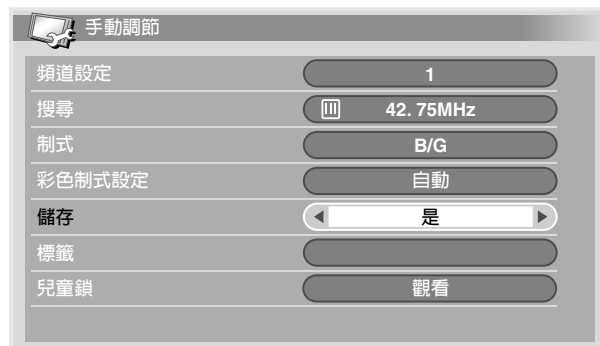 手動調節
頻道設定 1
搜尋 42. 75MHz
制式 B/G
彩色制式設定 自動
儲存 是
標籤
兒童鎖 觀看